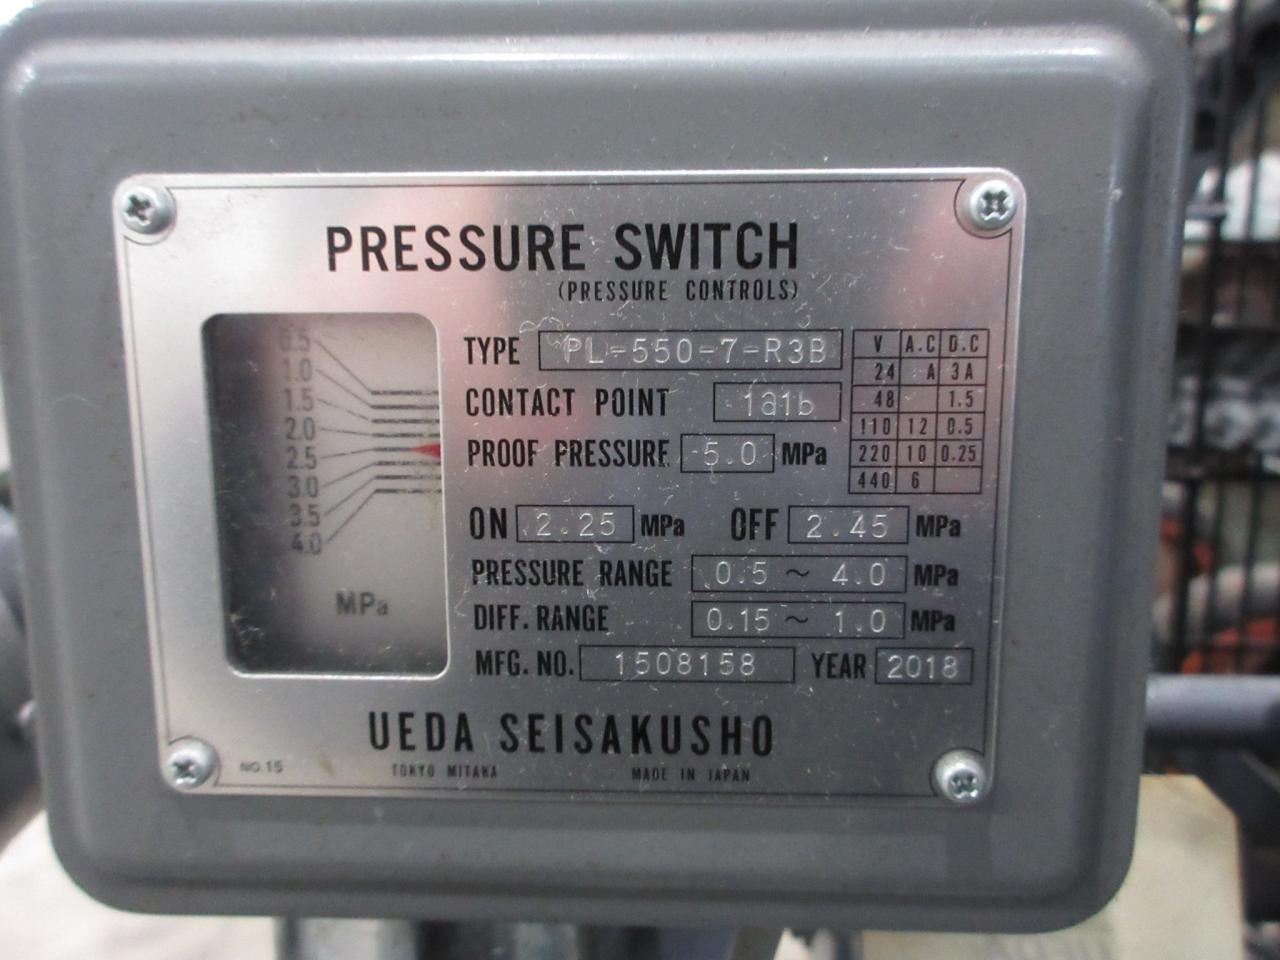 PRESSURE SWITCH
(PRESSURE CONTROLS)
0.5
1.0
1.5
2.0
2.5
3.0
3.5
4.0
MPa
TYPE PL-550-7-R3B
CONTACT POINT 1a1b
PROOF PRESSURE 5.0 MPa
V A.C D.C
24 A 3A
48 1.5
110 12 0.5
220 10 0.25
440 6
ON 2.25 MPa OFF 2.45 MPa
PRESSURE RANGE 0.5 ~ 4.0 MPa
DIFF. RANGE 0.15 ~ 1.0 MPa
MFG. NO. 1508158 YEAR 2018
UEDA SEISAKUSHO
NO.15 TOKYO MITAKA MADE IN JAPAN